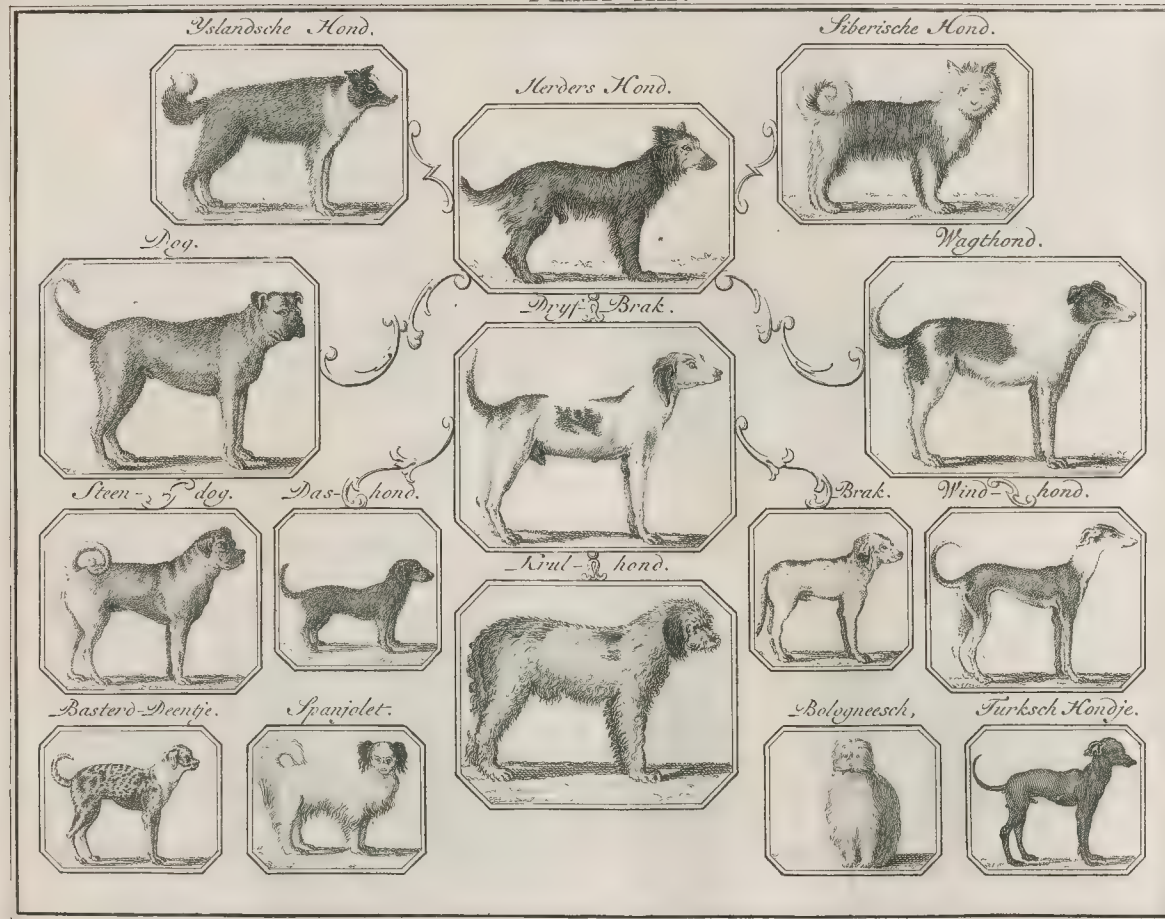 Yslandsche Hond.
Siberische Hond.
Herders Hond.
Dog.
Wagthond.
Dryf-Brak.
Steen-dog.
Das-hond.
Brak.
Wind-hond.
Krul-hond.
Basterd-Deentje.
Spanjolet.
Bologneesch,
Turksch Hondje.